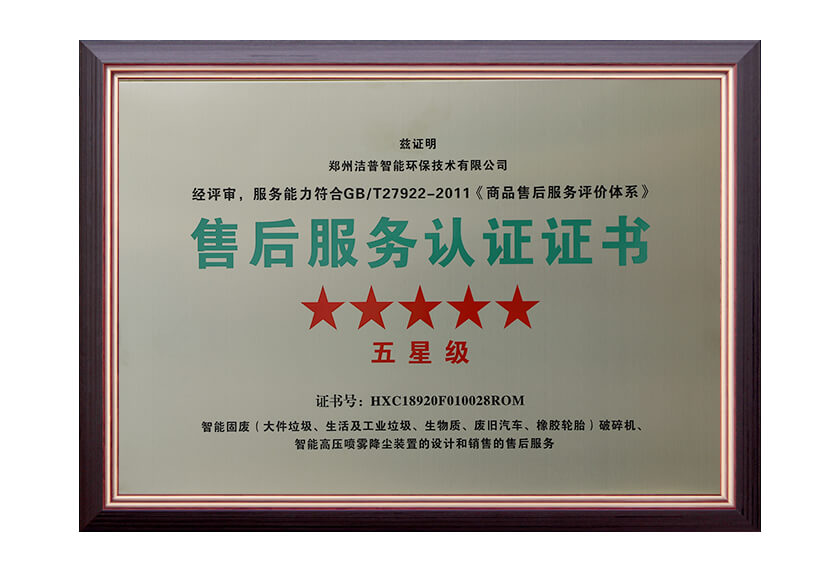 兹证明
郑州洁普智能环保技术有限公司
经评审，服务能力符合GB/T27922-2011《商品售后服务评价体系》
售后服务认证证书
五星级
证书号：HXC18920F010028ROM
智能固废（大件垃圾、生活及工业垃圾、生物质、废旧汽车、橡胶轮胎）破碎机、
智能高压喷雾降尘装置的设计和销售的售后服务